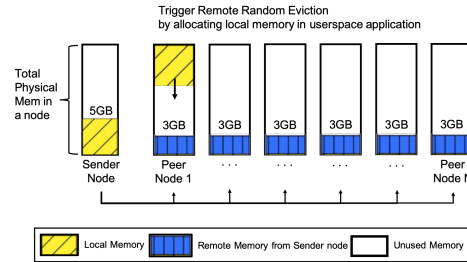 Trigger Remote Random Eviction
by allocating local memory in userspace application
Total
Physical
Mem in
a node
5GB
3GB
3GB
3GB
3GB
3GB
3GB
Sender
Node
Peer
Node 1
. . .
. . .
. . .
. . .
Peer
Node N
Local Memory
Remote Memory from Sender node
Unused Memory